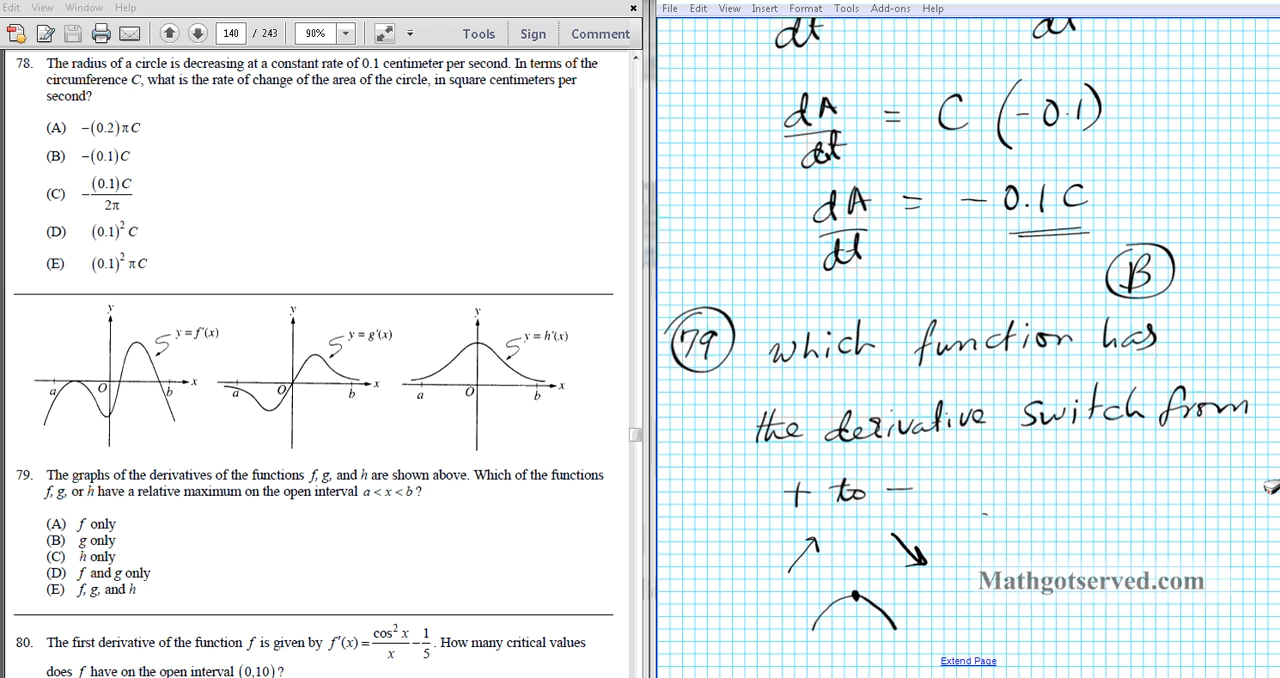 Edit View Window Help
140 / 243 90% Tools Sign Comment
78. The radius of a circle is decreasing at a constant rate of 0.1 centimeter per second. In terms of the
circumference C, what is the rate of change of the area of the circle, in square centimeters per
second?
(A) −(0.2)πC
(B) −(0.1)C
(C) −(0.1)C / 2π
(D) (0.1)² C
(E) (0.1)² πC
y y = f′(x) a O b x
y y = g′(x) a O b x
y y = h′(x) a O b x
79. The graphs of the derivatives of the functions f, g, and h are shown above. Which of the functions
f, g, or h have a relative maximum on the open interval a < x < b ?
(A) f only
(B) g only
(C) h only
(D) f and g only
(E) f, g, and h
80. The first derivative of the function f is given by f′(x) = cos² x / x − 1/5. How many critical values
does f have on the open interval (0,10) ?
File Edit View Insert Format Tools Add-ons Help
dt
dA/dt = C (-0.1)
dA/dt = - 0.1 C
B
79 which function has
the derivative switch from
+ to -
Mathgotserved.com
Extend Page